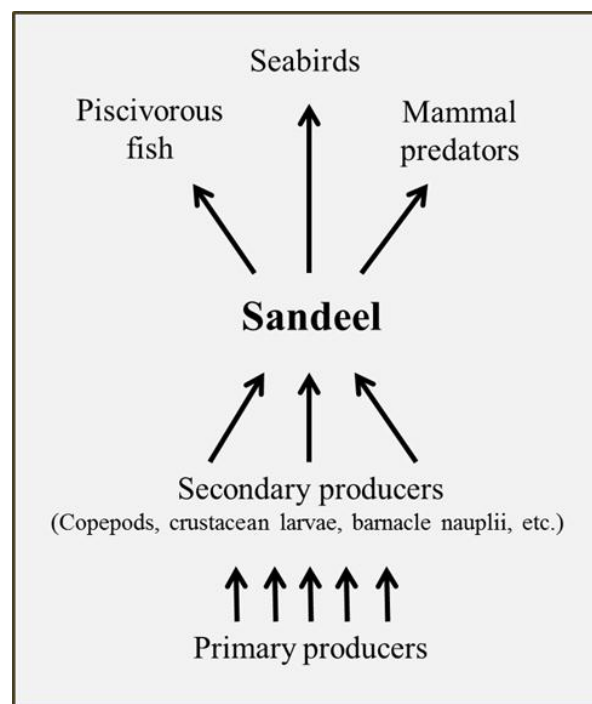 Seabirds
Piscivorous
fish
Mammal
predators
Sandeel
Secondary producers
(Copepods, crustacean larvae, barnacle nauplii, etc.)
Primary producers